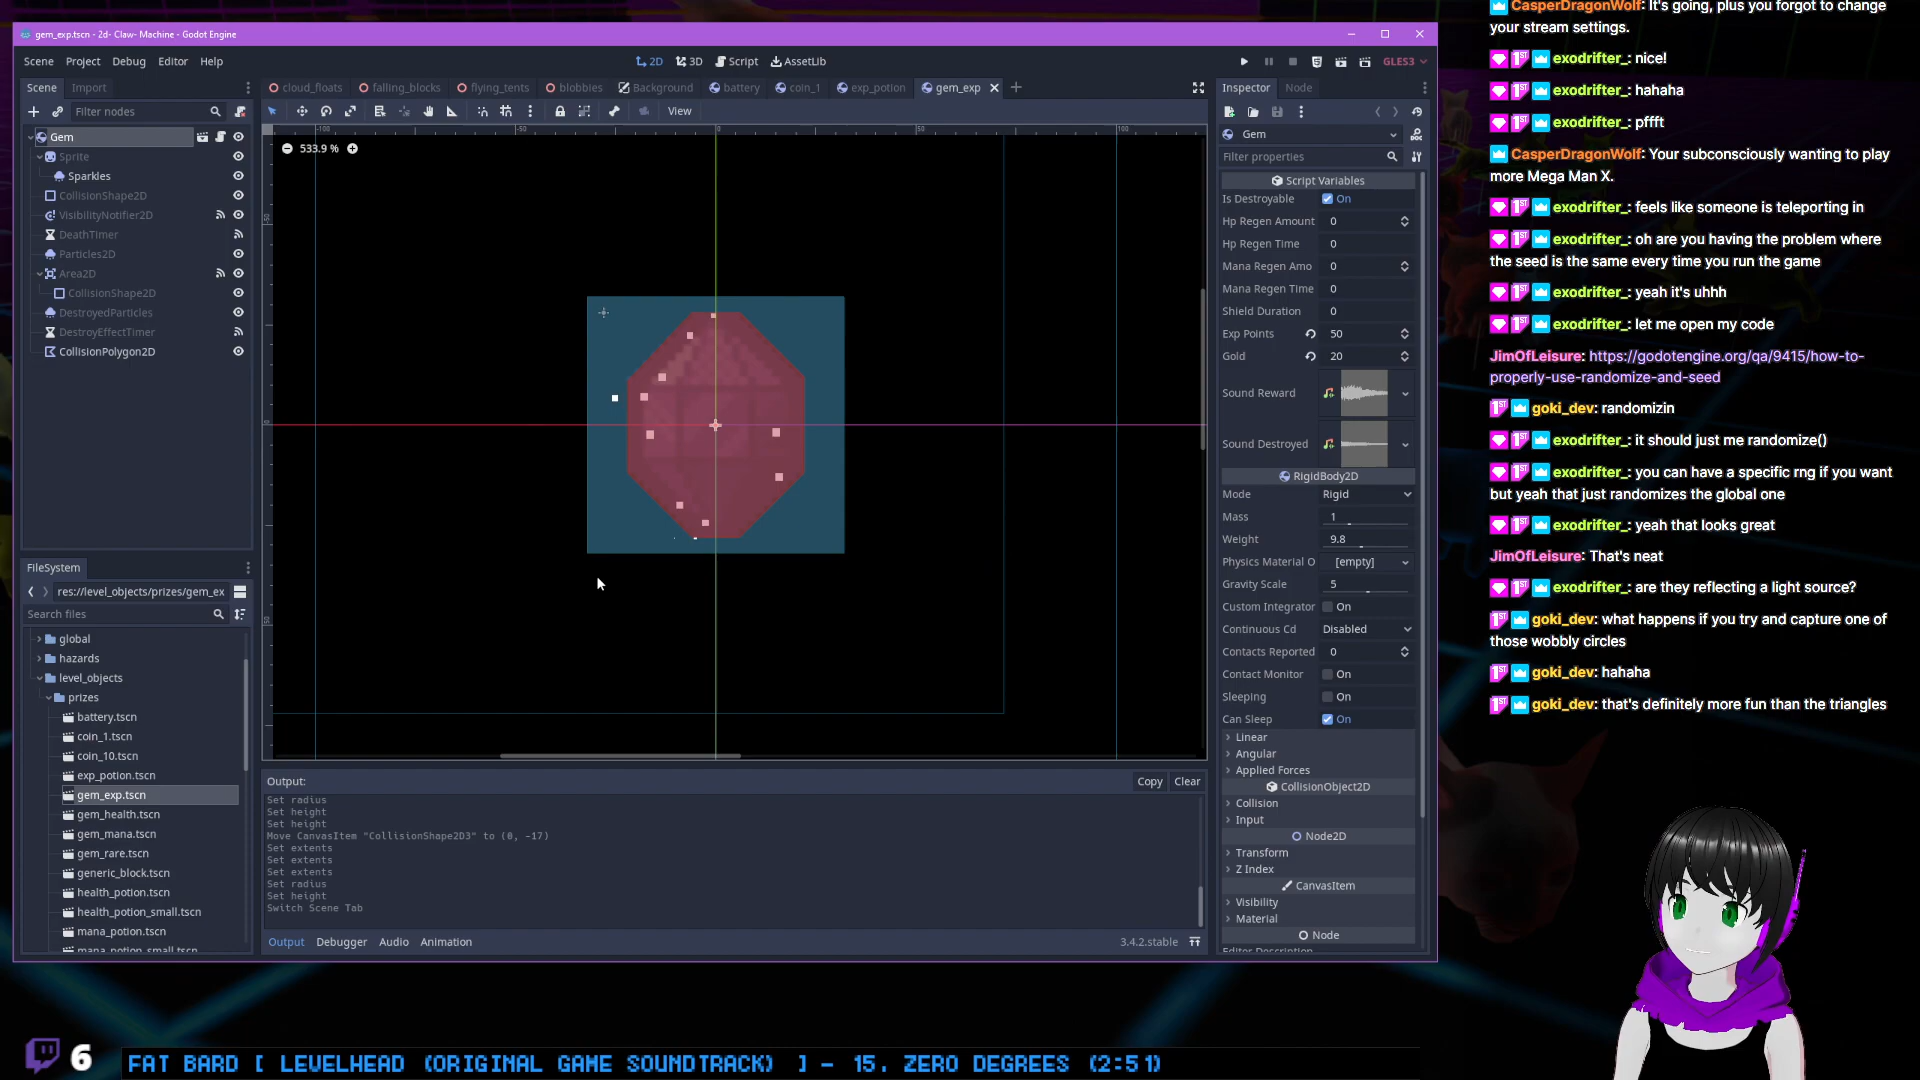 gem_exp.tscn - 2d- Claw- Machine - Godot Engine
Scene Project Debug Editor Help
2D 3D Script AssetLib
GLES3
Scene Import
cloud_floats falling_blocks flying_tents blobbies Background battery coin_1 exp_potion gem_exp
Inspector Node
Filter nodes
View
Gem
Sprite
Sparkles
CollisionShape2D
VisibilityNotifier2D
DeathTimer
Particles2D
Area2D
CollisionShape2D
DestroyedParticles
DestroyEffectTimer
CollisionPolygon2D
533.9 %
FileSystem
res://level_objects/prizes/gem_ex
Search files
global
hazards
level_objects
prizes
battery.tscn
coin_1.tscn
coin_10.tscn
exp_potion.tscn
gem_exp.tscn
gem_health.tscn
gem_mana.tscn
gem_rare.tscn
generic_block.tscn
health_potion.tscn
health_potion_small.tscn
mana_potion.tscn
mana_potion_small.tscn
Output:
Copy Clear
Set radius
Set height
Set height
Move CanvasItem "CollisionShape2D3" to (0, -17)
Set extents
Set extents
Set extents
Set radius
Set height
Switch Scene Tab
Output Debugger Audio Animation
3.4.2.stable
Gem
Filter properties
Script Variables
Is Destroyable On
Hp Regen Amount 0
Hp Regen Time 0
Mana Regen Amo 0
Mana Regen Time 0
Shield Duration 0
Exp Points 50
Gold 20
Sound Reward
Sound Destroyed
RigidBody2D
Mode Rigid
Mass 1
Weight 9.8
Physics Material O [empty]
Gravity Scale 5
Custom Integrator On
Continuous Cd Disabled
Contacts Reported 0
Contact Monitor On
Sleeping On
Can Sleep On
Linear
Angular
Applied Forces
CollisionObject2D
Collision
Input
Node2D
Transform
Z Index
CanvasItem
Visibility
Material
Node
Editor Description
CasperDragonWolf: It's going, plus you forgot to change
your stream settings.
exodrifter_: nice!
exodrifter_: hahaha
exodrifter_: pffft
CasperDragonWolf: Your subconsciously wanting to play
more Mega Man X.
exodrifter_: feels like someone is teleporting in
exodrifter_: oh are you having the problem where
the seed is the same every time you run the game
exodrifter_: yeah it's uhhh
exodrifter_: let me open my code
JimOfLeisure: https://godotengine.org/qa/9415/how-to-
properly-use-randomize-and-seed
goki_dev: randomizin
exodrifter_: it should just me randomize()
exodrifter_: you can have a specific rng if you want
but yeah that just randomizes the global one
exodrifter_: yeah that looks great
JimOfLeisure: That's neat
exodrifter_: are they reflecting a light source?
goki_dev: what happens if you try and capture one of
those wobbly circles
goki_dev: hahaha
goki_dev: that's definitely more fun than the triangles
6
FAT BARD [ LEVELHEAD (ORIGINAL GAME SOUNDTRACK) ] - 15. ZERO DEGREES (2:51)